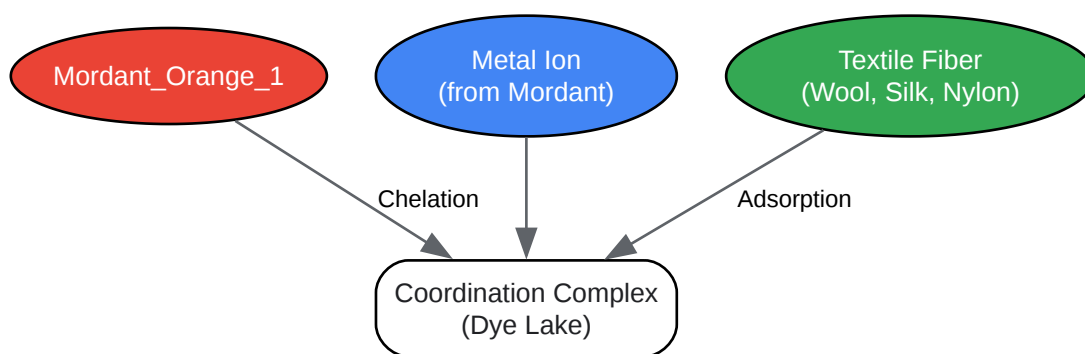 Mordant_Orange_1
Metal Ion
(from Mordant)
Textile Fiber
(Wool, Silk, Nylon)
Chelation
Adsorption
Coordination Complex
(Dye Lake)